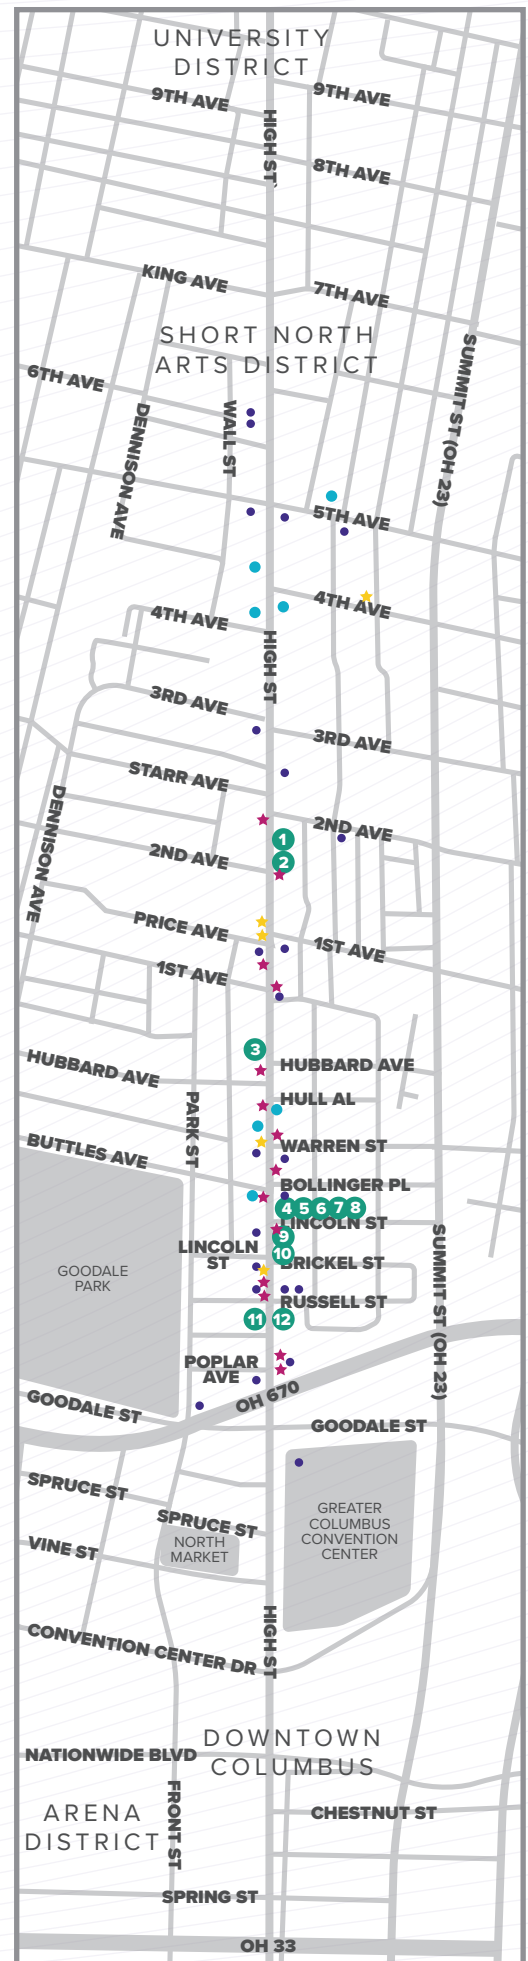 UNIVERSITY
DISTRICT
9TH AVE
9TH AVE
HIGH ST
8TH AVE
KING AVE
7TH AVE
SHORT NORTH
ARTS DISTRICT
SUMMIT ST (OH 23)
6TH AVE
WALL ST
DENNISON AVE
5TH AVE
4TH AVE
4TH AVE
HIGH ST
3RD AVE
3RD AVE
STARR AVE
DENNISON AVE
2ND AVE
1
2ND AVE
2
PRICE AVE
1ST AVE
1ST AVE
3
HUBBARD AVE
HUBBARD AVE
PARK ST
HULL AL
BUTTLES AVE
WARREN ST
BOLLINGER PL
4 5 6 7 8
LINCOLN ST
9
LINCOLN
ST
10
BRICKEL ST
SUMMIT ST (OH 23)
GOODALE
PARK
RUSSELL ST
11 12
POPLAR
AVE
OH 670
GOODALE ST
GOODALE ST
SPRUCE ST
SPRUCE ST
GREATER
COLUMBUS
CONVENTION
CENTER
NORTH
MARKET
VINE ST
HIGH ST
CONVENTION CENTER DR
DOWNTOWN
COLUMBUS
NATIONWIDE BLVD
FRONT ST
ARENA
DISTRICT
CHESTNUT ST
SPRING ST
OH 33